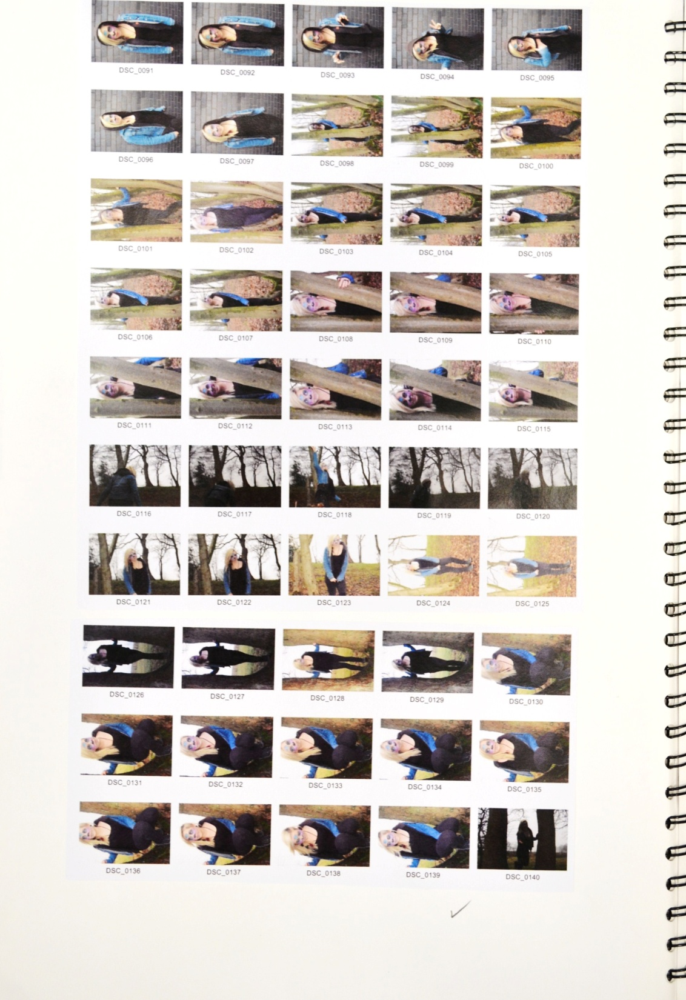 DSC_0091 DSC_0092 DSC_0093 DSC_0094 DSC_0095
DSC_0096 DSC_0097 DSC_0098 DSC_0099 DSC_0100
DSC_0101 DSC_0102 DSC_0103 DSC_0104 DSC_0105
DSC_0106 DSC_0107 DSC_0108 DSC_0109 DSC_0110
DSC_0111 DSC_0112 DSC_0113 DSC_0114 DSC_0115
DSC_0116 DSC_0117 DSC_0118 DSC_0119 DSC_0120
DSC_0121 DSC_0122 DSC_0123 DSC_0124 DSC_0125
DSC_0126 DSC_0127 DSC_0128 DSC_0129 DSC_0130
DSC_0131 DSC_0132 DSC_0133 DSC_0134 DSC_0135
DSC_0136 DSC_0137 DSC_0138 DSC_0139 DSC_0140